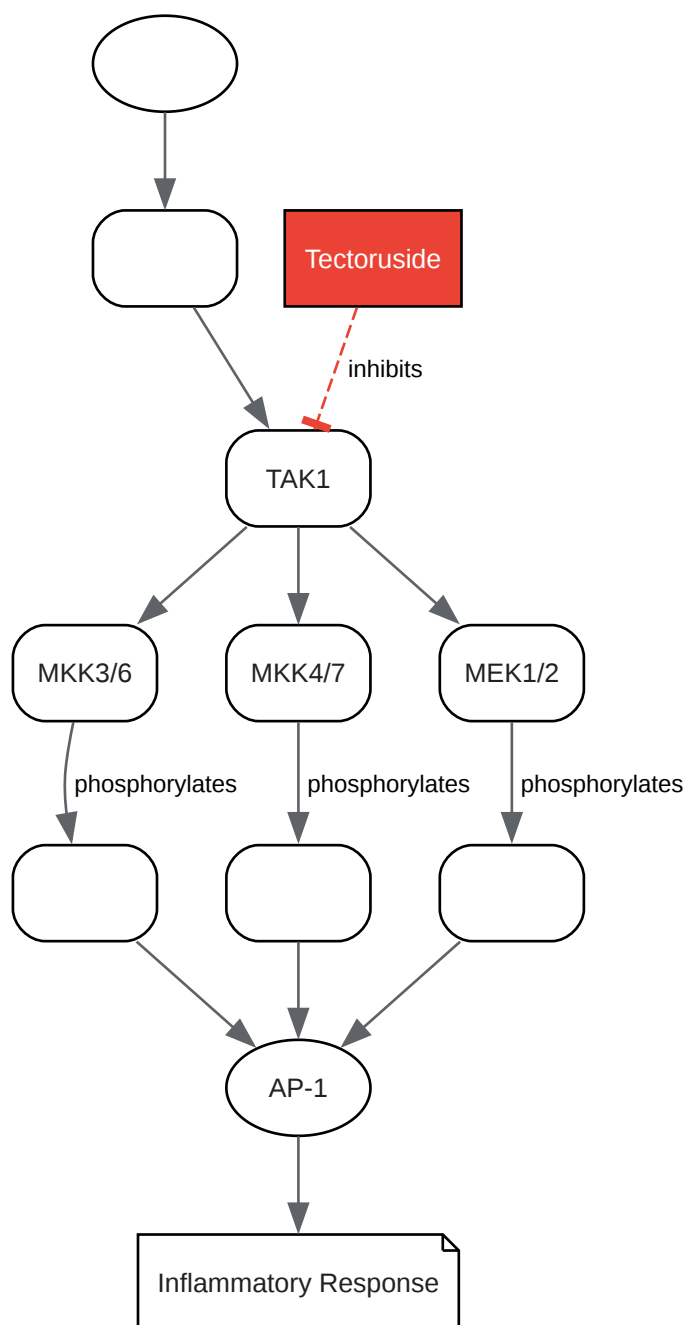 Tectoruside
inhibits
TAK1
MKK3/6
MKK4/7
MEK1/2
phosphorylates
phosphorylates
phosphorylates
AP-1
Inflammatory Response